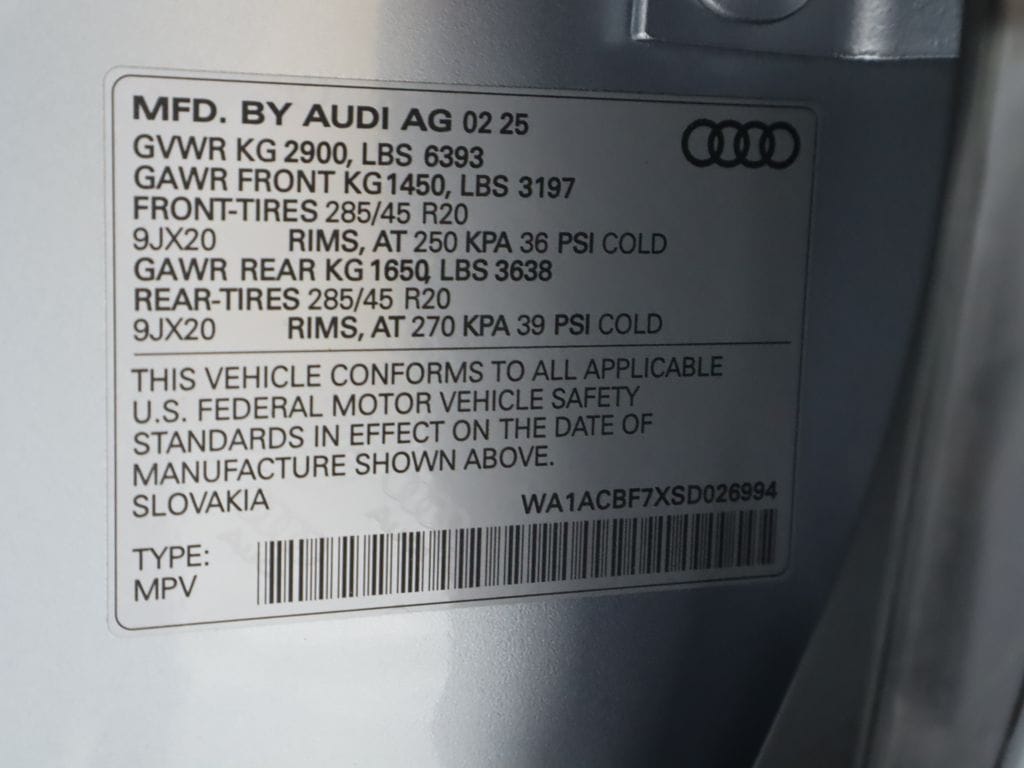 MFD. BY AUDI AG 02 25
GVWR KG 2900, LBS 6393
GAWR FRONT KG 1450, LBS 3197
FRONT-TIRES 285/45 R20
9JX20 RIMS, AT 250 KPA 36 PSI COLD
GAWR REAR KG 1650, LBS 3638
REAR-TIRES 285/45 R20
9JX20 RIMS, AT 270 KPA 39 PSI COLD
THIS VEHICLE CONFORMS TO ALL APPLICABLE
U.S. FEDERAL MOTOR VEHICLE SAFETY
STANDARDS IN EFFECT ON THE DATE OF
MANUFACTURE SHOWN ABOVE.
SLOVAKIA WA1ACBF7XSD026994
TYPE:
MPV